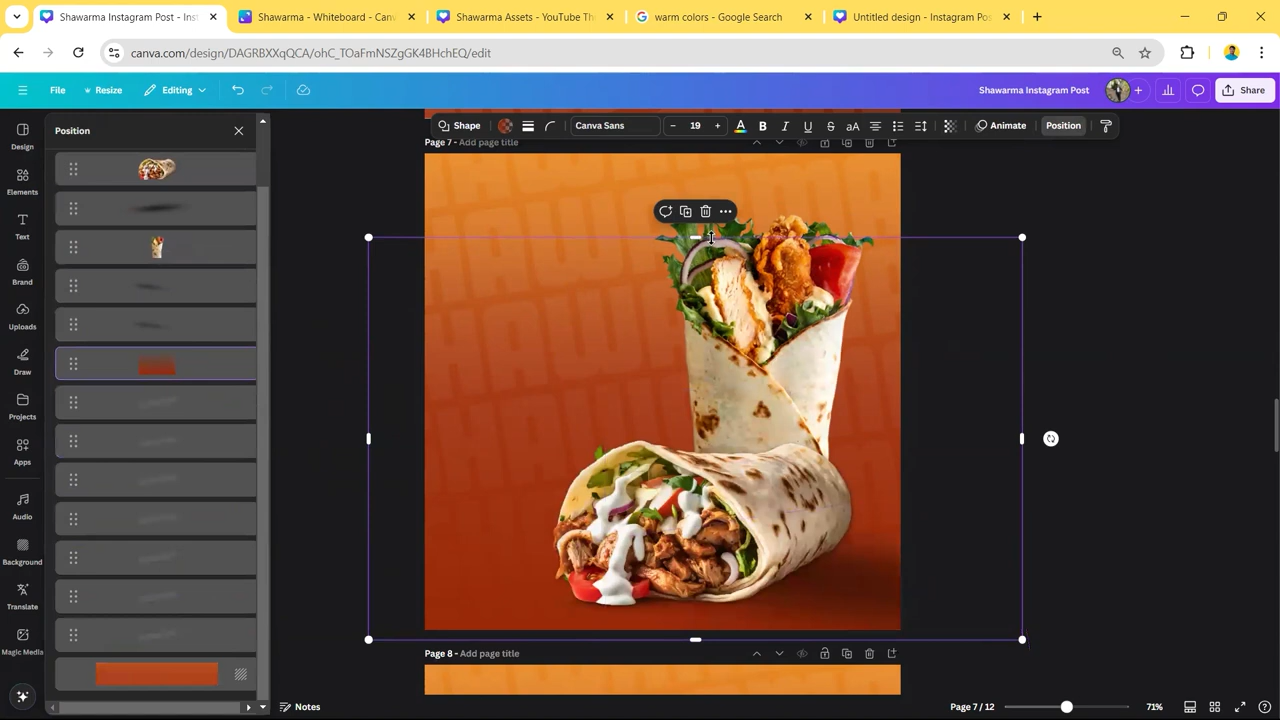 Shawarma Instagram Post - Inst
Shawarma - Whiteboard - Canv
Shawarma Assets - YouTube Th
warm colors - Google Search
Untitled design - Instagram Pos
canva.com/design/DAGRBXXqQCA/ohC_TOaFmNSZgGK4BHchEQ/edit
File
Resize
Editing
Shawarma Instagram Post
Share
Position
Shape
Canva Sans
19
B
I
U
S
aA
Animate
Position
Page 7 - Add page title
Design
Elements
Text
Brand
Uploads
Draw
Projects
Apps
Audio
Background
Translate
Magic Media
Page 8 - Add page title
Notes
Page 7 / 12
71%